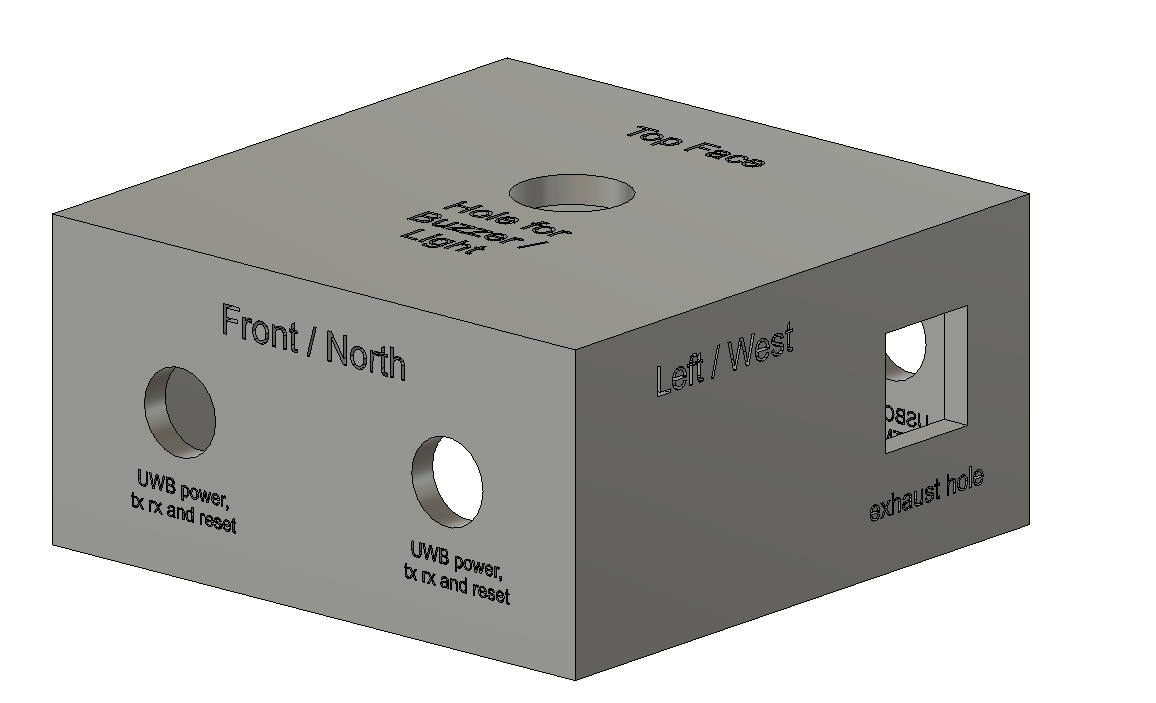 Top Face
Hole for
Buzzer /
Light
Front / North
UWB power,
tx rx and reset
UWB power,
tx rx and reset
Left / West
exhaust hole